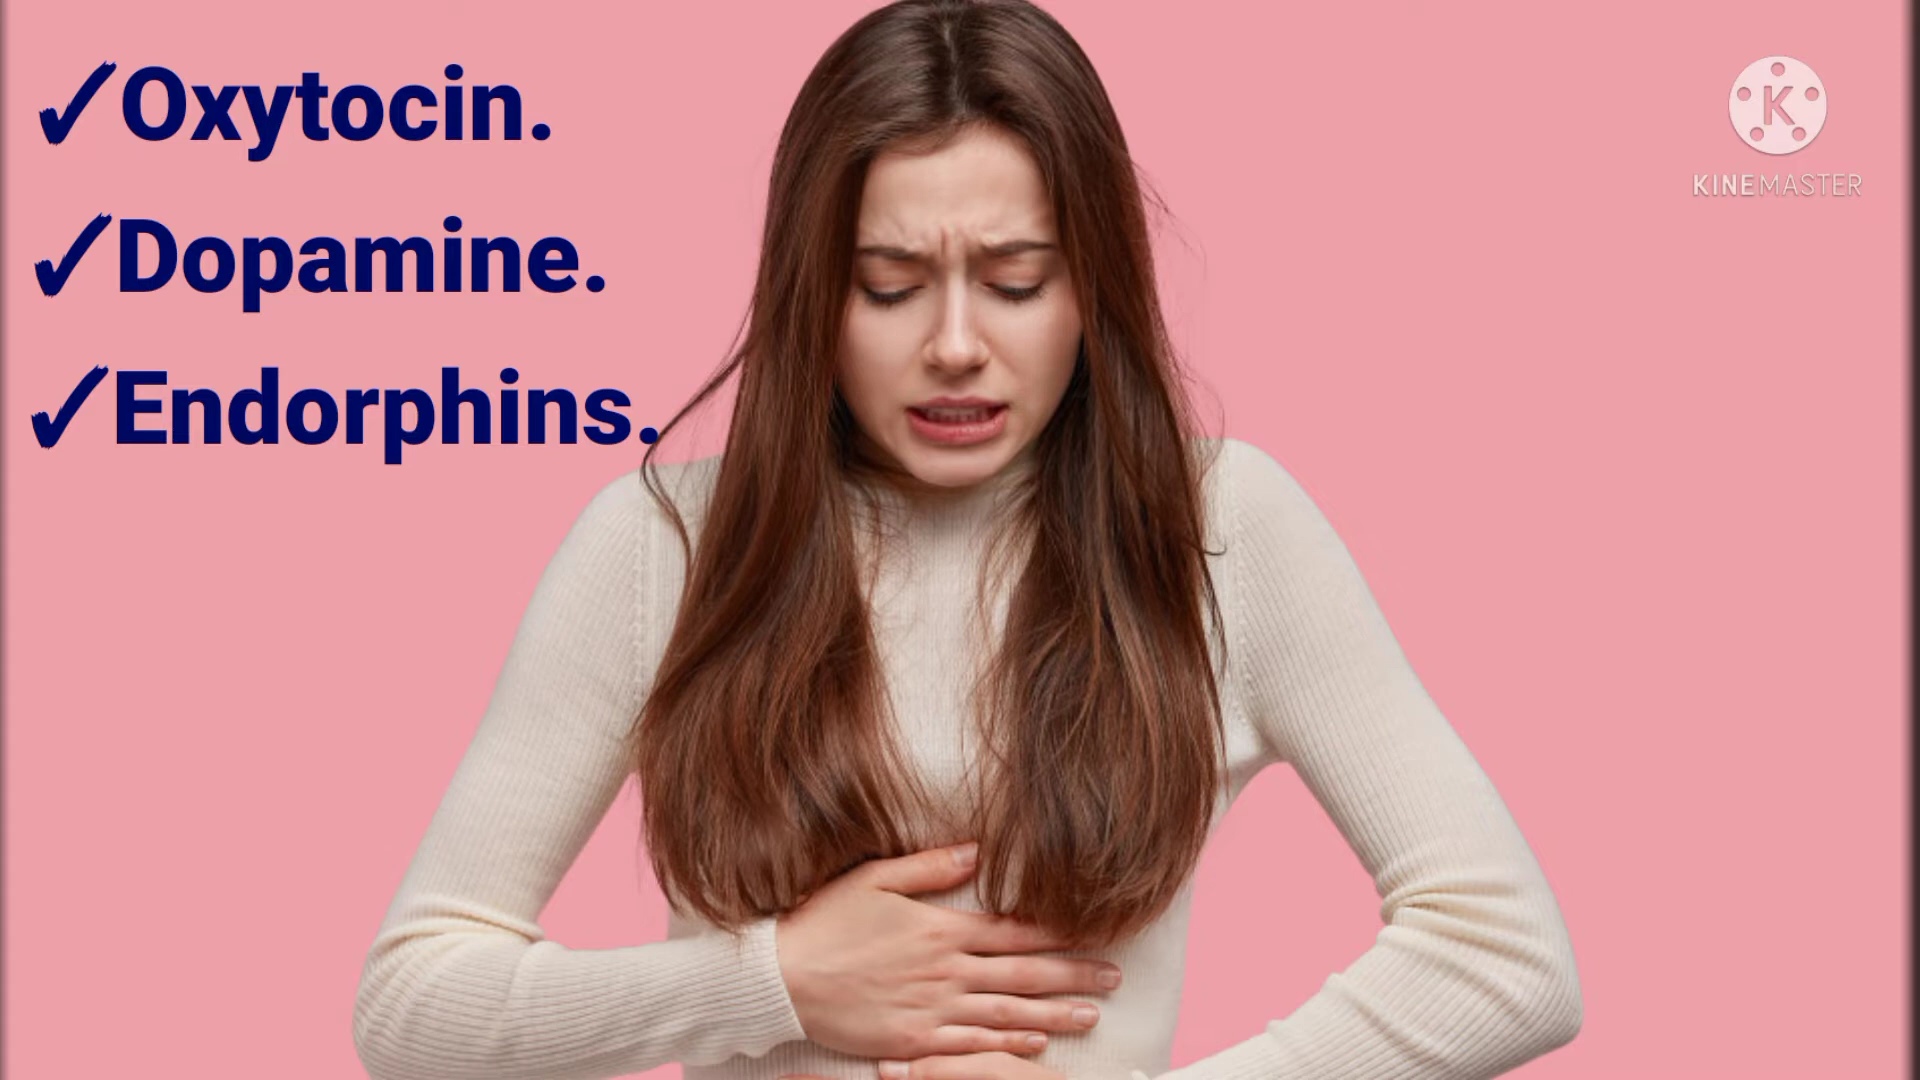 ✓Oxytocin.
✓Dopamine.
✓Endorphins.
K
KINEMASTER